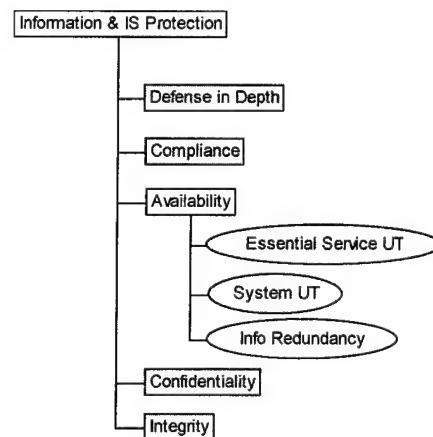 Information & IS Protection
Defense in Depth
Compliance
Availability
Essential Service UT
System UT
Info Redundancy
Confidentiality
Integrity